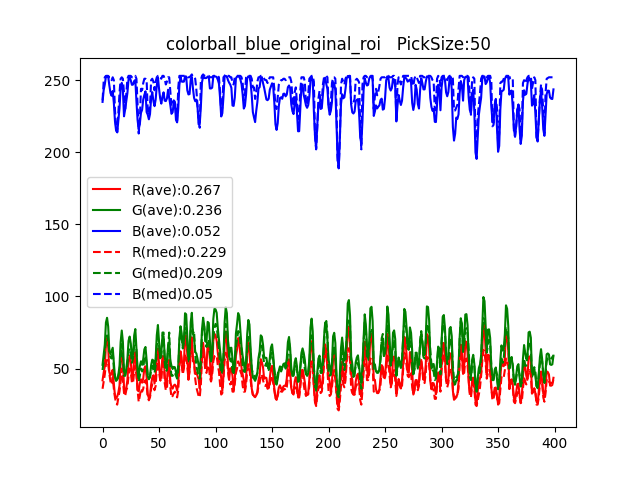 colorball_blue_original_roi   PickSize:50
250
200
150
100
50
R(ave):0.267
G(ave):0.236
B(ave):0.052
R(med):0.229
G(med)0.209
B(med)0.05
0 50 100 150 200 250 300 350 400